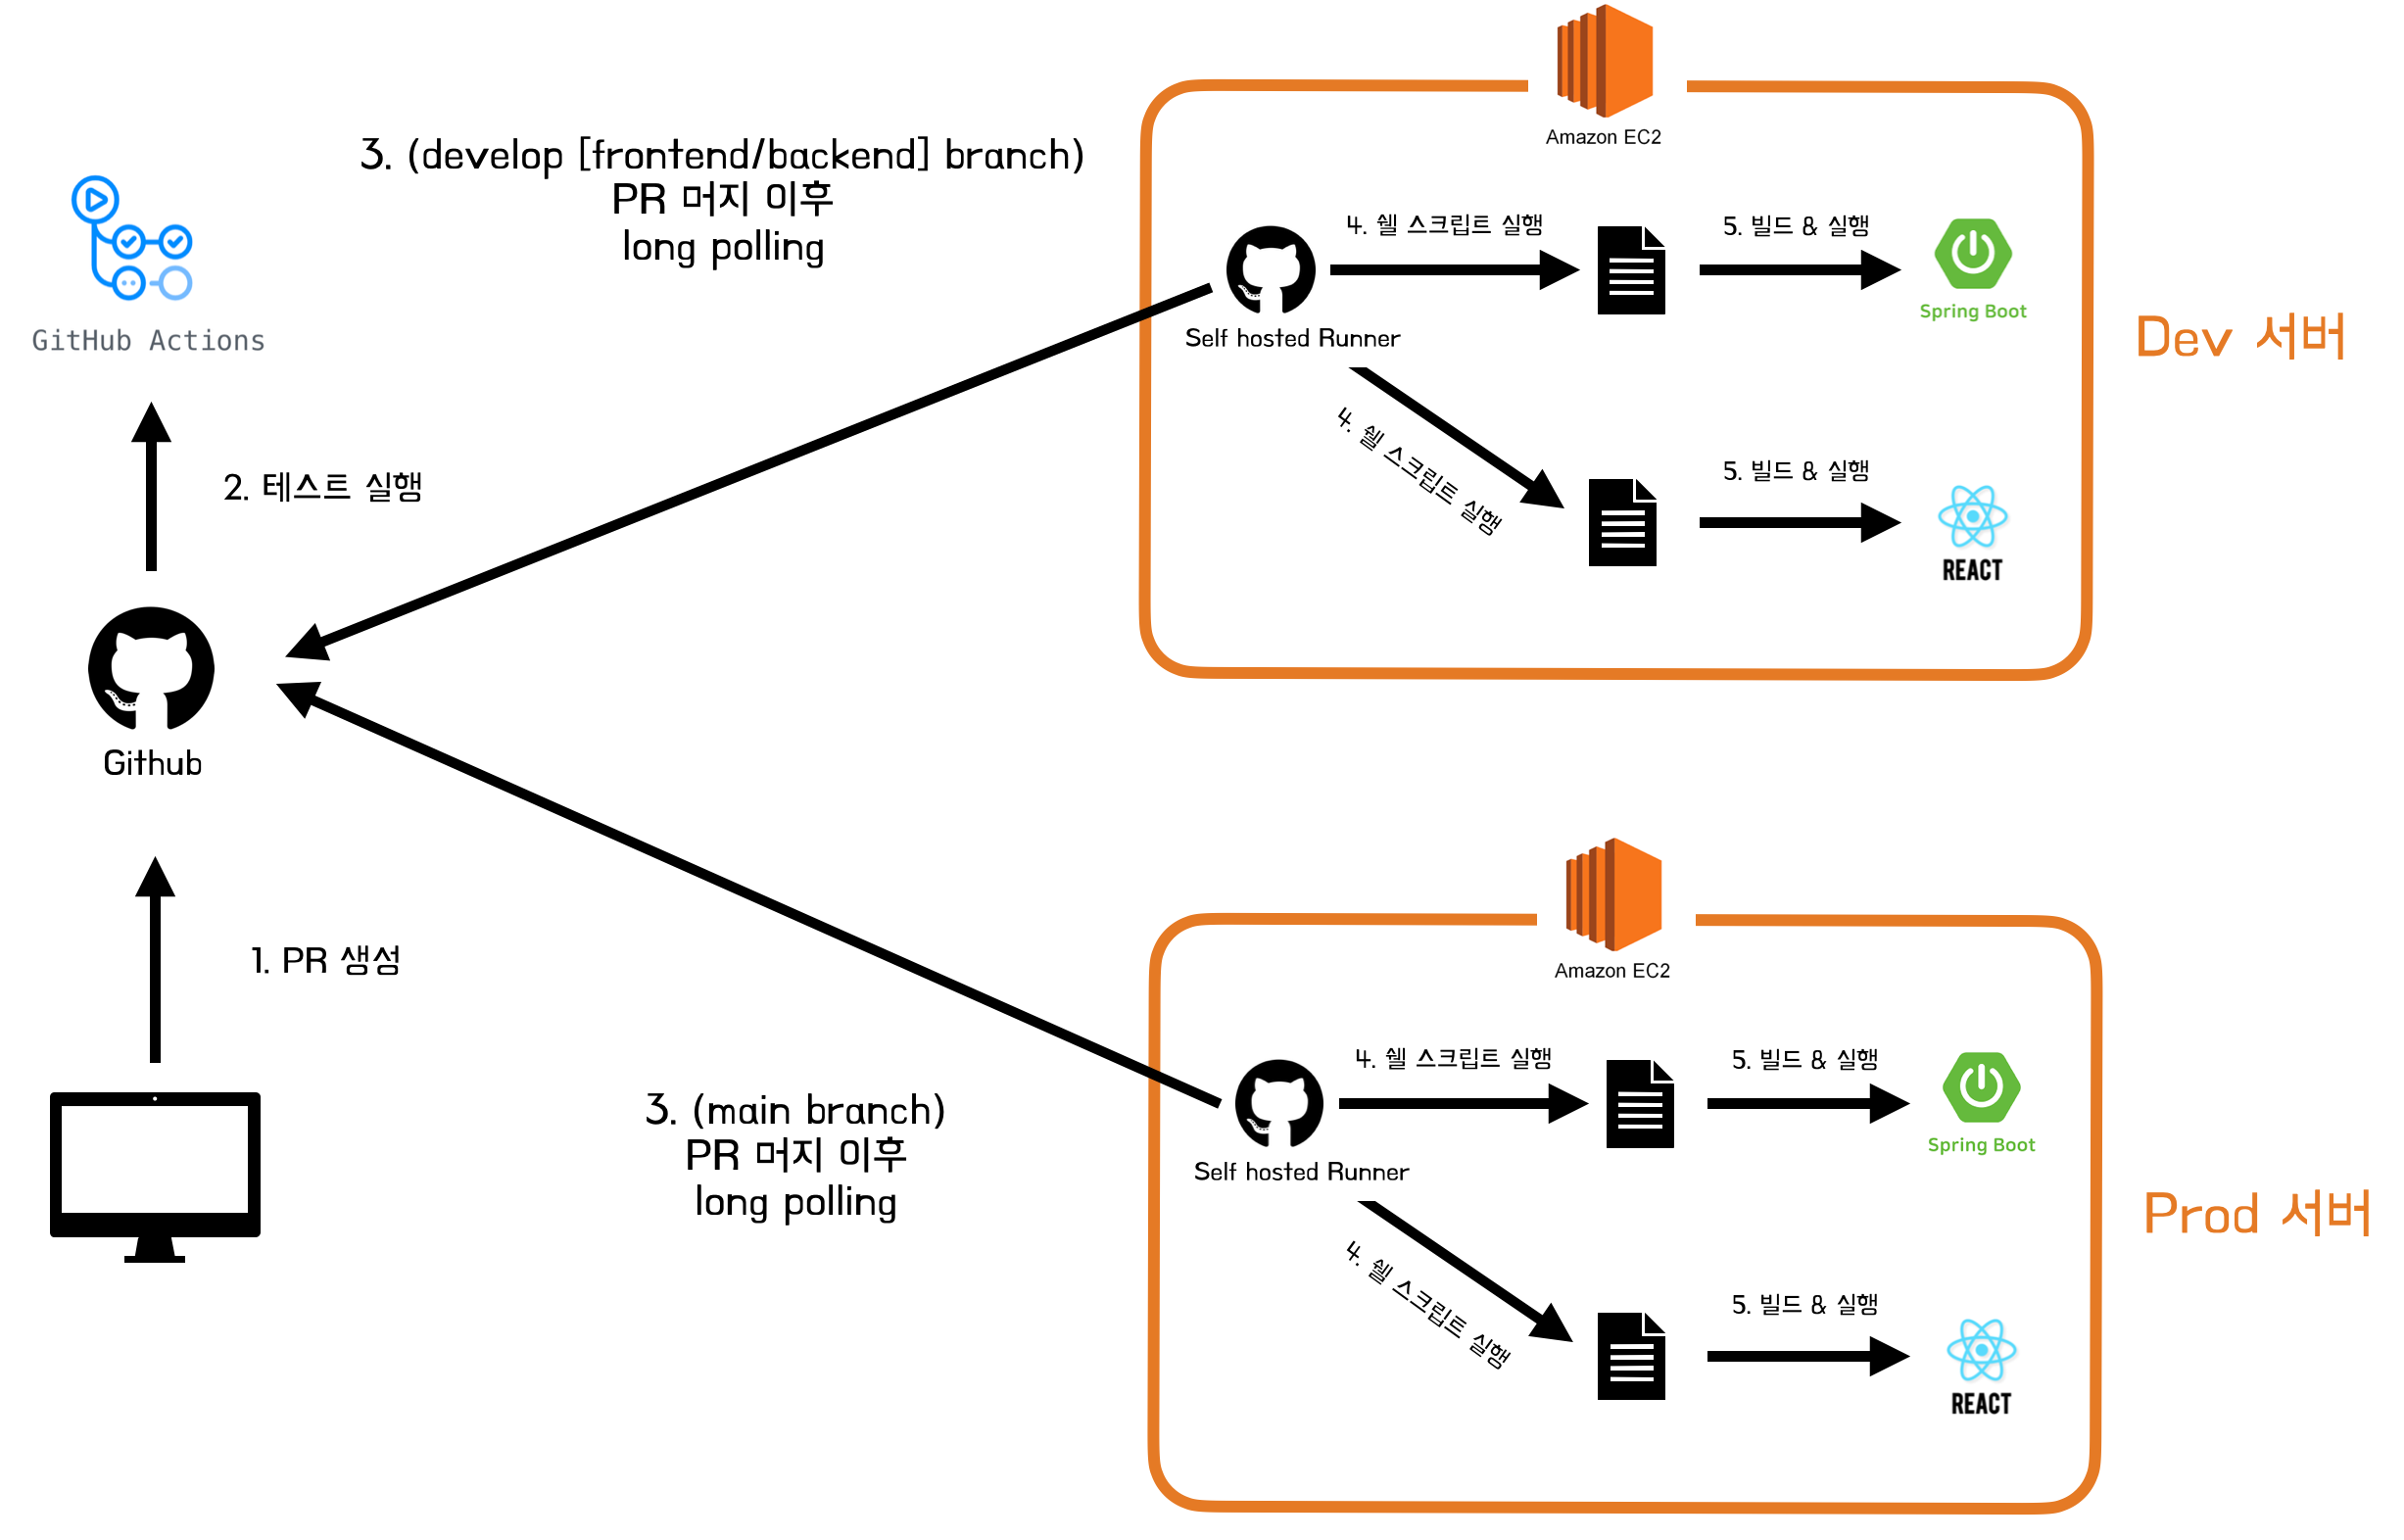 Amazon EC2
3. (develop [frontend/backend] branch)
PR 머지 이후
long polling
GitHub Actions
4. 쉘 스크립트 실행
5. 빌드 & 실행
Spring Boot
Self hosted Runner
Dev 서버
4. 쉘 스크립트 실행
5. 빌드 & 실행
REACT
2. 테스트 실행
Github
1. PR 생성
Amazon EC2
3. (main branch)
PR 머지 이후
long polling
4. 쉘 스크립트 실행
5. 빌드 & 실행
Spring Boot
Self hosted Runner
Prod 서버
4. 쉘 스크립트 실행
5. 빌드 & 실행
REACT